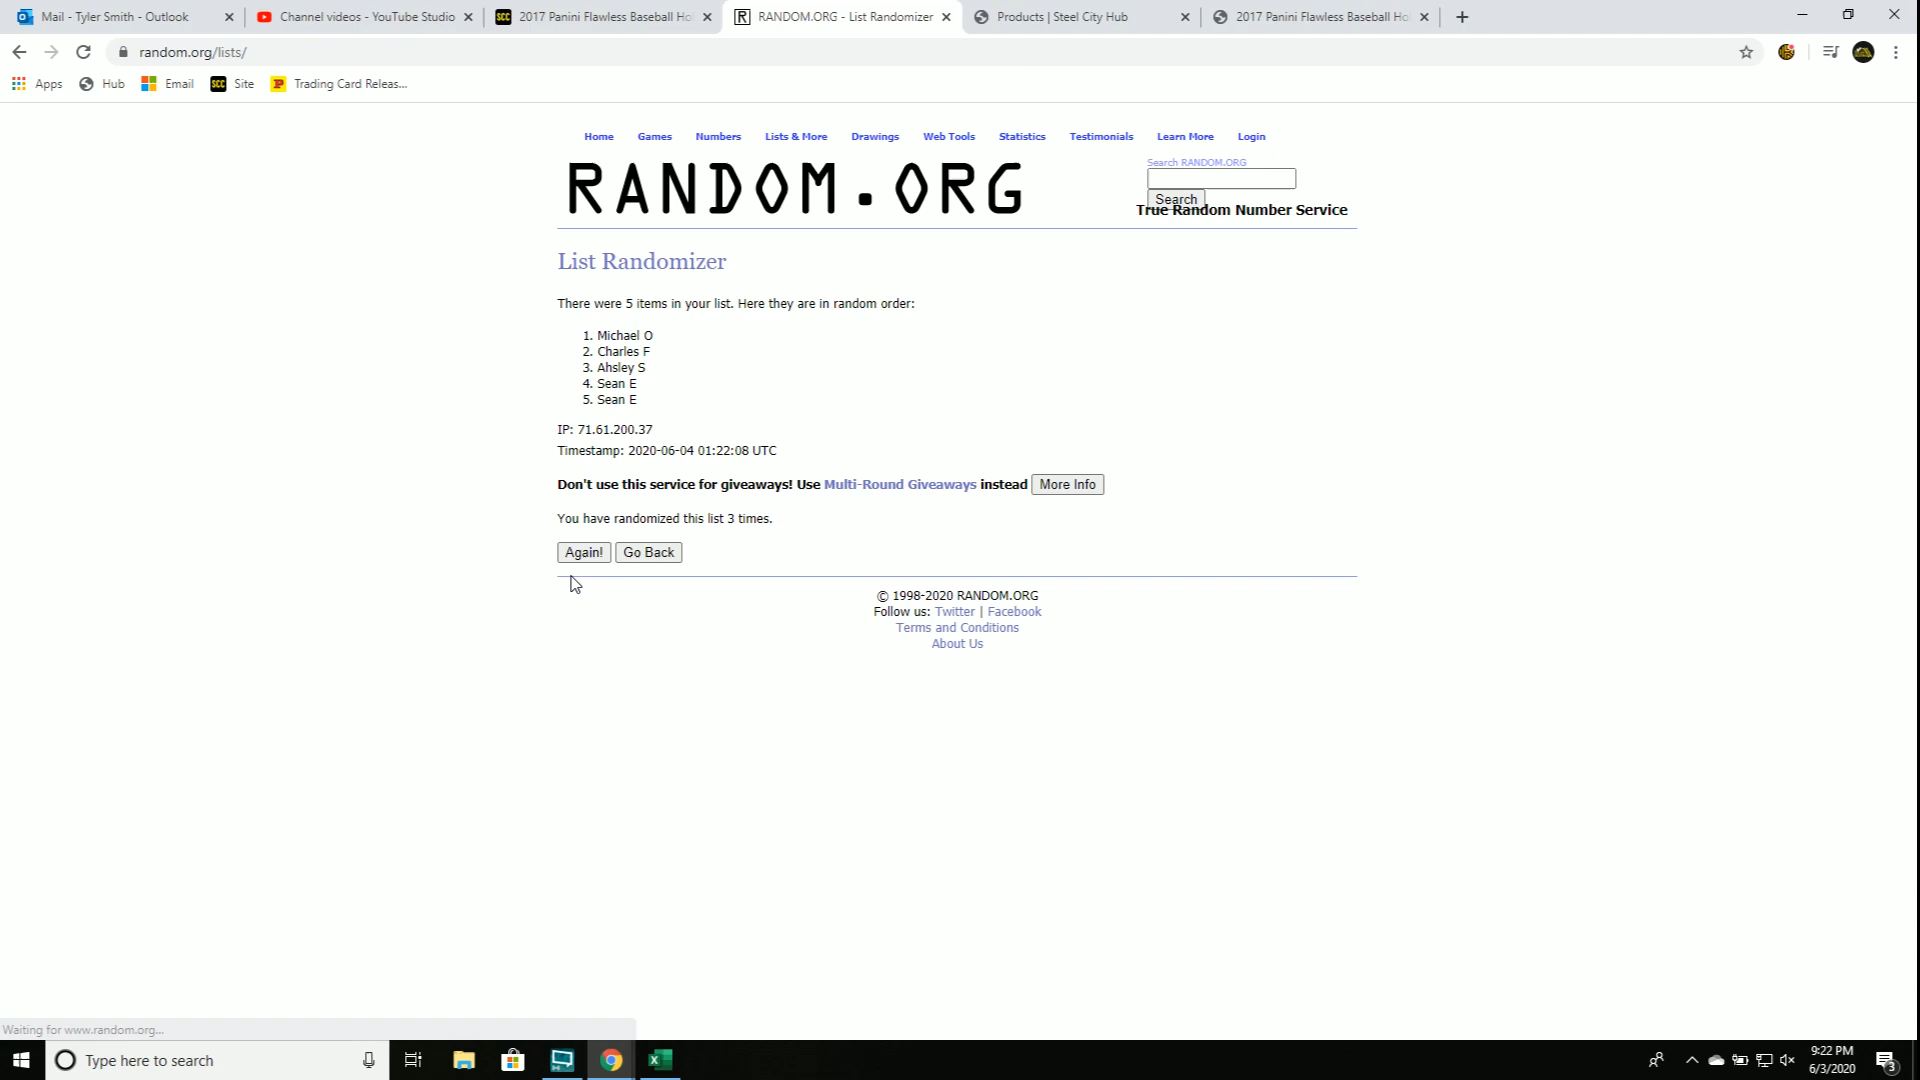 Mail - Tyler Smith - Outlook
Channel videos - YouTube Studio
SCC 2017 Panini Flawless Baseball Ho
R RANDOM.ORG - List Randomizer
Products | Steel City Hub
2017 Panini Flawless Baseball Ho
random.org/lists/
Apps Hub Email SCC Site P Trading Card Releas...
Home Games Numbers Lists & More Drawings Web Tools Statistics Testimonials Learn More Login
Search RANDOM.ORG
RANDOM.ORG
Search
True Random Number Service
List Randomizer
There were 5 items in your list. Here they are in random order:
1. Michael O
2. Charles F
3. Ahsley S
4. Sean E
5. Sean E
IP: 71.61.200.37
Timestamp: 2020-06-04 01:22:08 UTC
Don't use this service for giveaways! Use Multi-Round Giveaways instead More Info
You have randomized this list 3 times.
Again! Go Back
© 1998-2020 RANDOM.ORG
Follow us: Twitter | Facebook
Terms and Conditions
About Us
Waiting for www.random.org...
Type here to search
9:22 PM
6/3/2020
3